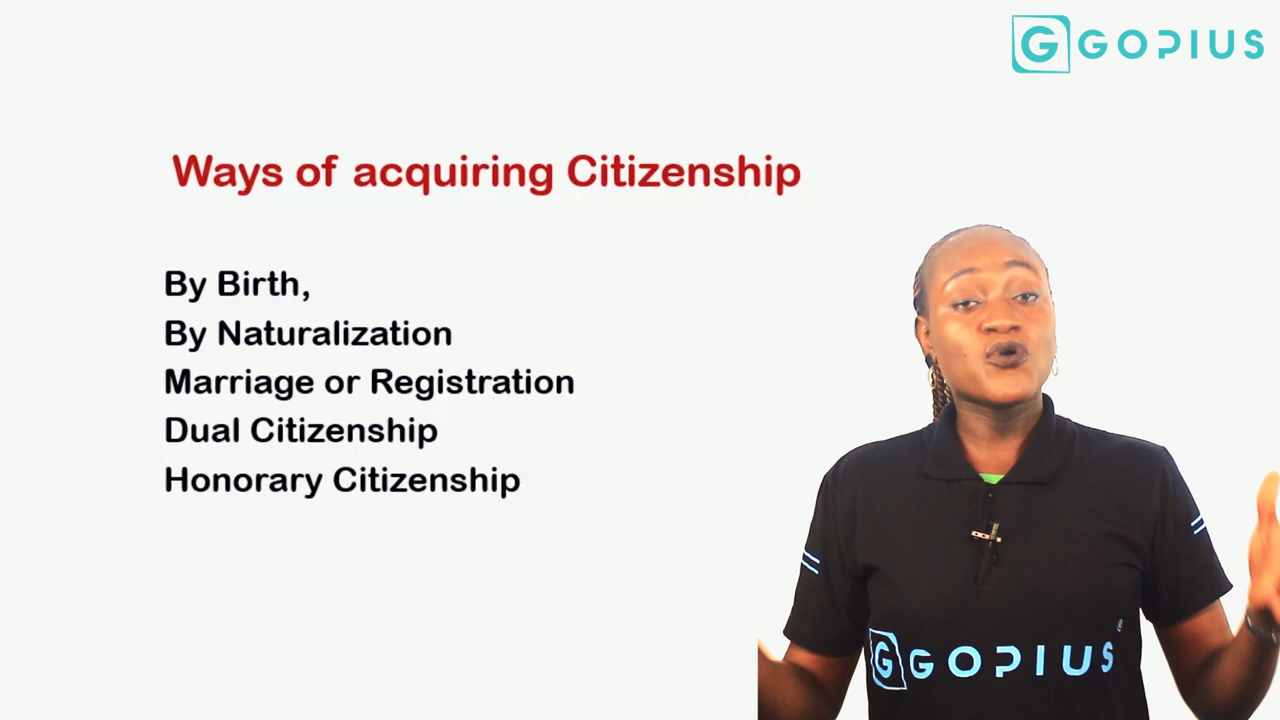 G GOPIUS
Ways of acquiring Citizenship
By Birth,
By Naturalization
Marriage or Registration
Dual Citizenship
Honorary Citizenship
G GOPIUS